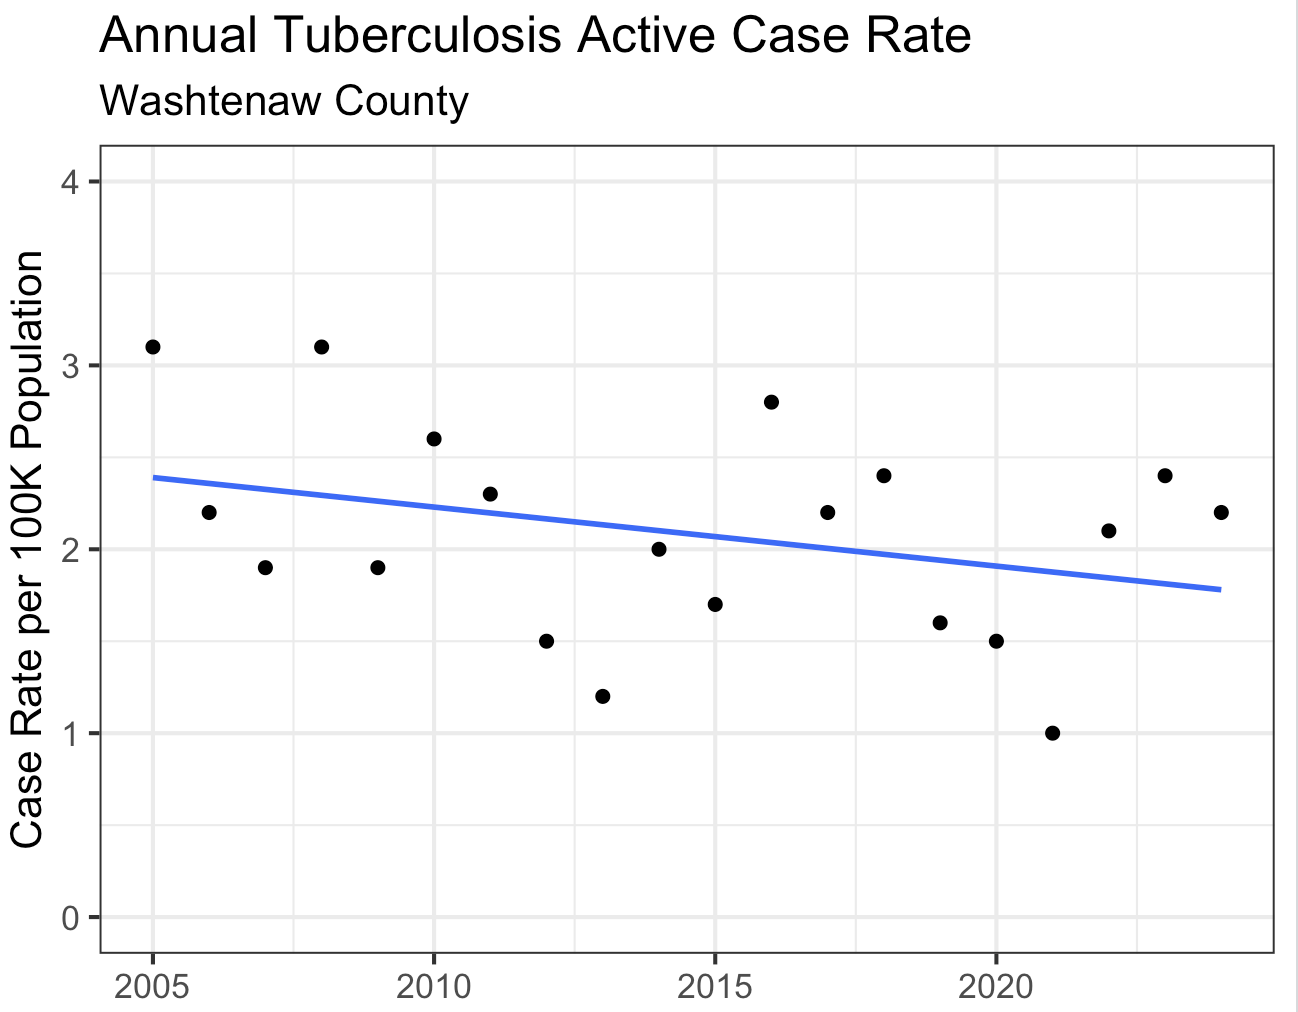 Annual Tuberculosis Active Case Rate
Washtenaw County
Case Rate per 100K Population
4
3
2
1
0
2005 2010 2015 2020